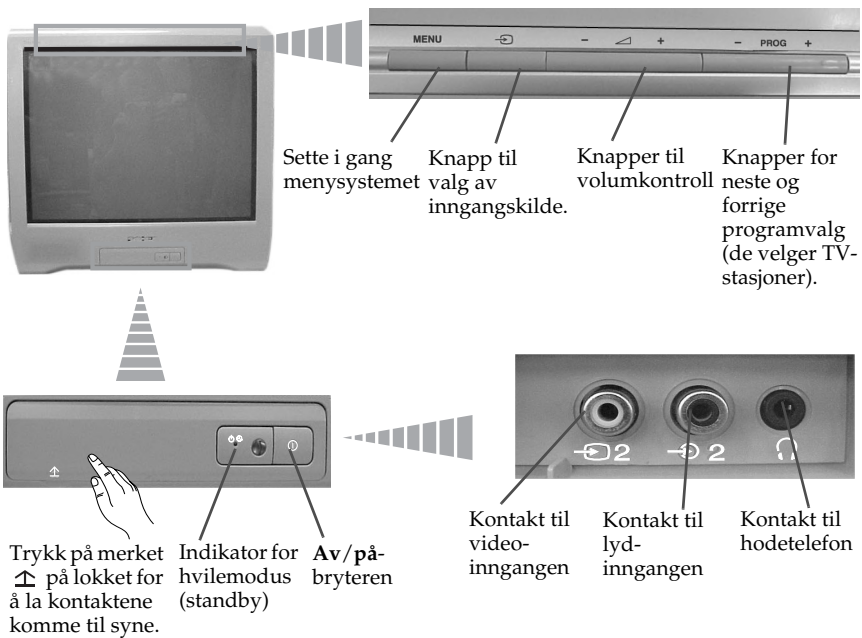 MENU - + - PROG +
Sette i gang
menysystemet
Knapp til
valg av
inngangskilde.
Knapper til
volumkontroll
Knapper for
neste og
forrige
programvalg
(de velger TV-
stasjoner).
2 2
Trykk på merket
på lokket for
å la kontaktene
komme til syne.
Indikator for
hvilemodus
(standby)
Av/på-
bryteren
Kontakt til
video-
inngangen
Kontakt til
lyd-
inngangen
Kontakt til
hodetelefon